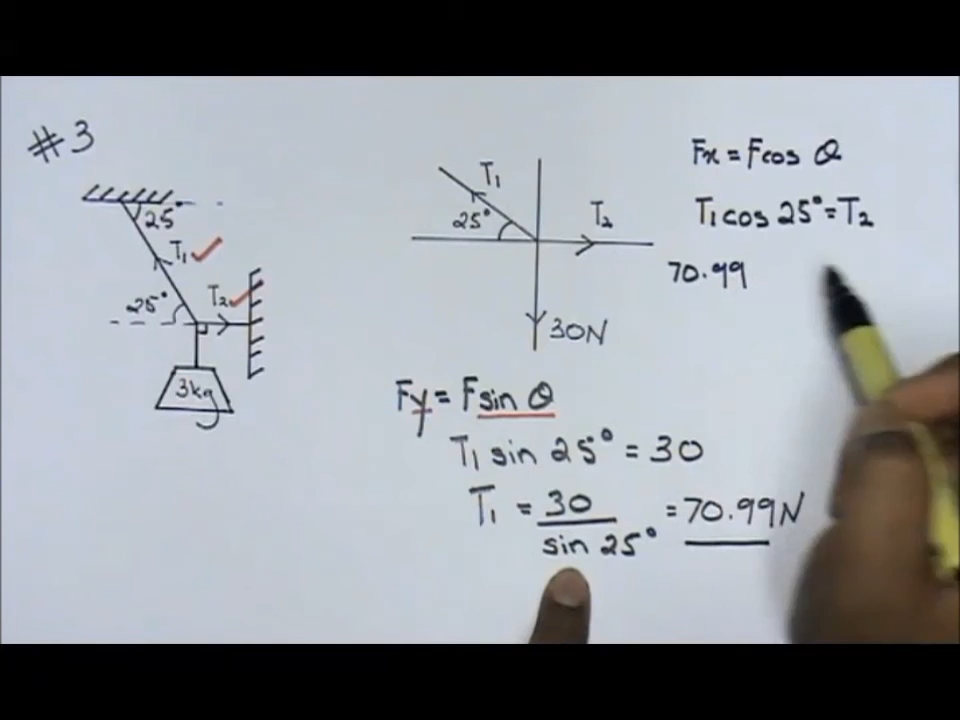 #3
25°
T₁
25°
T₂
3kg
T₁
25°
T₂
30N
Fx = Fcos θ
T₁ cos 25° = T₂
70.99
Fy = F sin θ
T₁ sin 25° = 30
T₁ = 30 / sin 25° = 70.99N